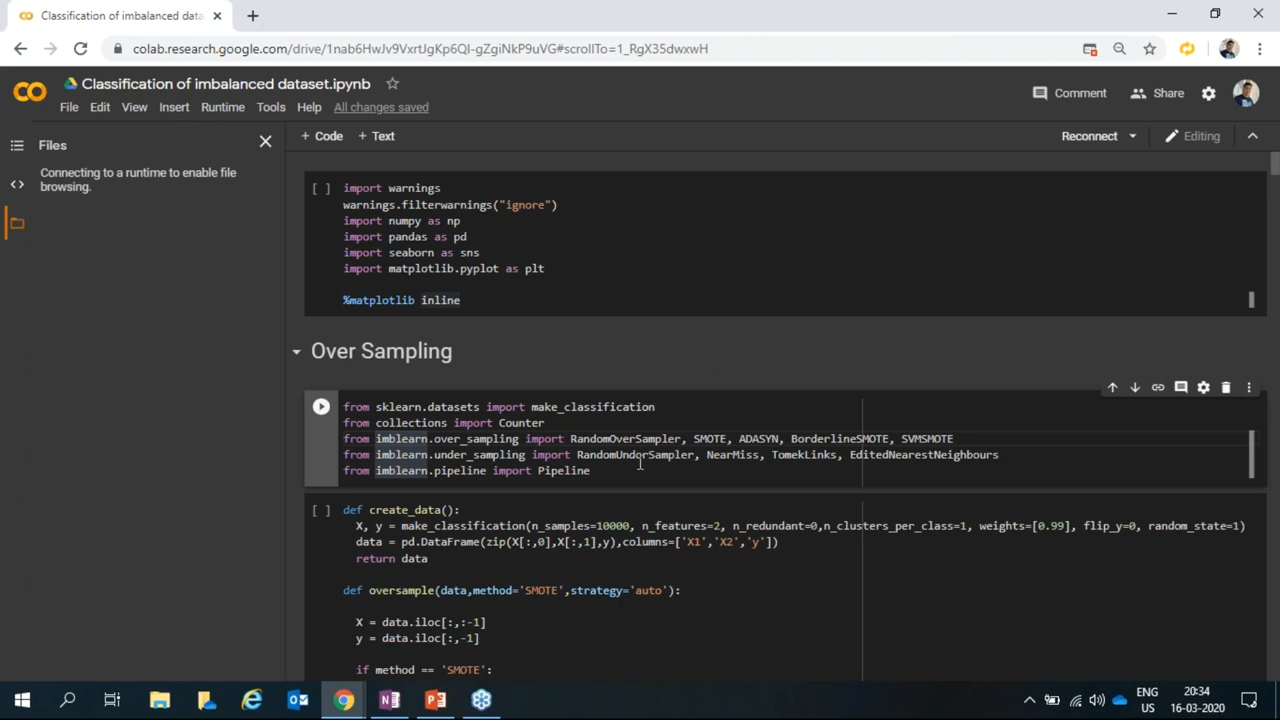 Classification of imbalanced data.
colab.research.google.com/drive/1nab6HwJv9VxrtJgKp6QI-gZgiNkP9uVG#scrollTo=1_RgX35dwxwH
Classification of imbalanced dataset.ipynb
File Edit View Insert Runtime Tools Help All changes saved
Comment Share
Files
+ Code + Text
Reconnect Editing
Connecting to a runtime to enable file
browsing.
[ ] import warnings
warnings.filterwarnings("ignore")
import numpy as np
import pandas as pd
import seaborn as sns
import matplotlib.pyplot as plt
%matplotlib inline
Over Sampling
from sklearn.datasets import make_classification
from collections import Counter
from imblearn.over_sampling import RandomOverSampler, SMOTE, ADASYN, BorderlineSMOTE, SVMSMOTE
from imblearn.under_sampling import RandomUnderSampler, NearMiss, TomekLinks, EditedNearestNeighbours
from imblearn.pipeline import Pipeline
[ ] def create_data():
X, y = make_classification(n_samples=10000, n_features=2, n_redundant=0,n_clusters_per_class=1, weights=[0.99], flip_y=0, random_state=1)
data = pd.DataFrame(zip(X[:,0],X[:,1],y),columns=['X1','X2','y'])
return data
def oversample(data,method='SMOTE',strategy='auto'):
X = data.iloc[:,:-1]
y = data.iloc[:,-1]
if method == 'SMOTE':
ENG
US
20:34
16-03-2020